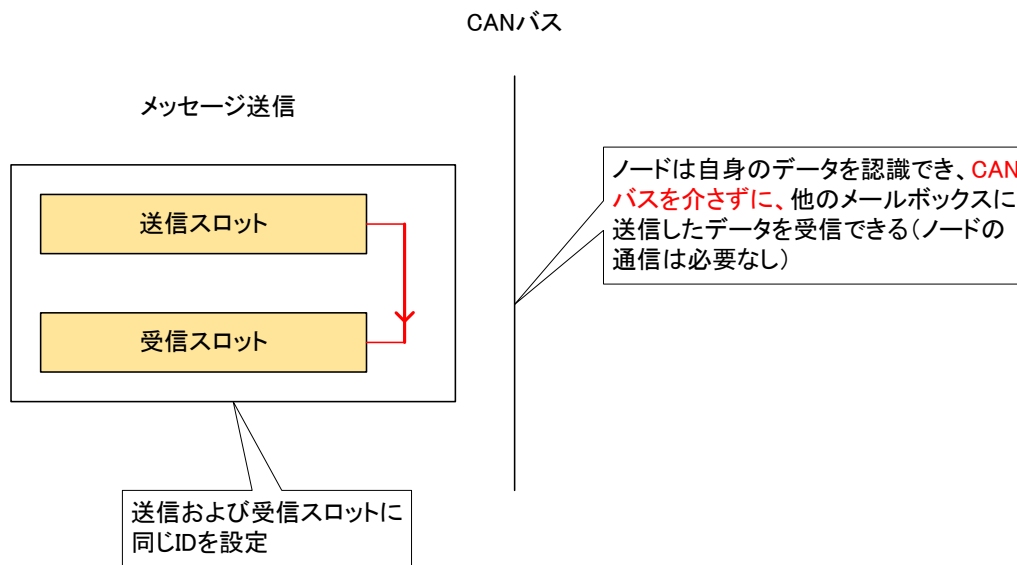 CANバス
メッセージ送信
ノードは自身のデータを認識でき、CAN
バスを介さずに、他のメールボックスに
送信したデータを受信できる（ノードの
通信は必要なし）
送信スロット
受信スロット
送信および受信スロットに
同じIDを設定